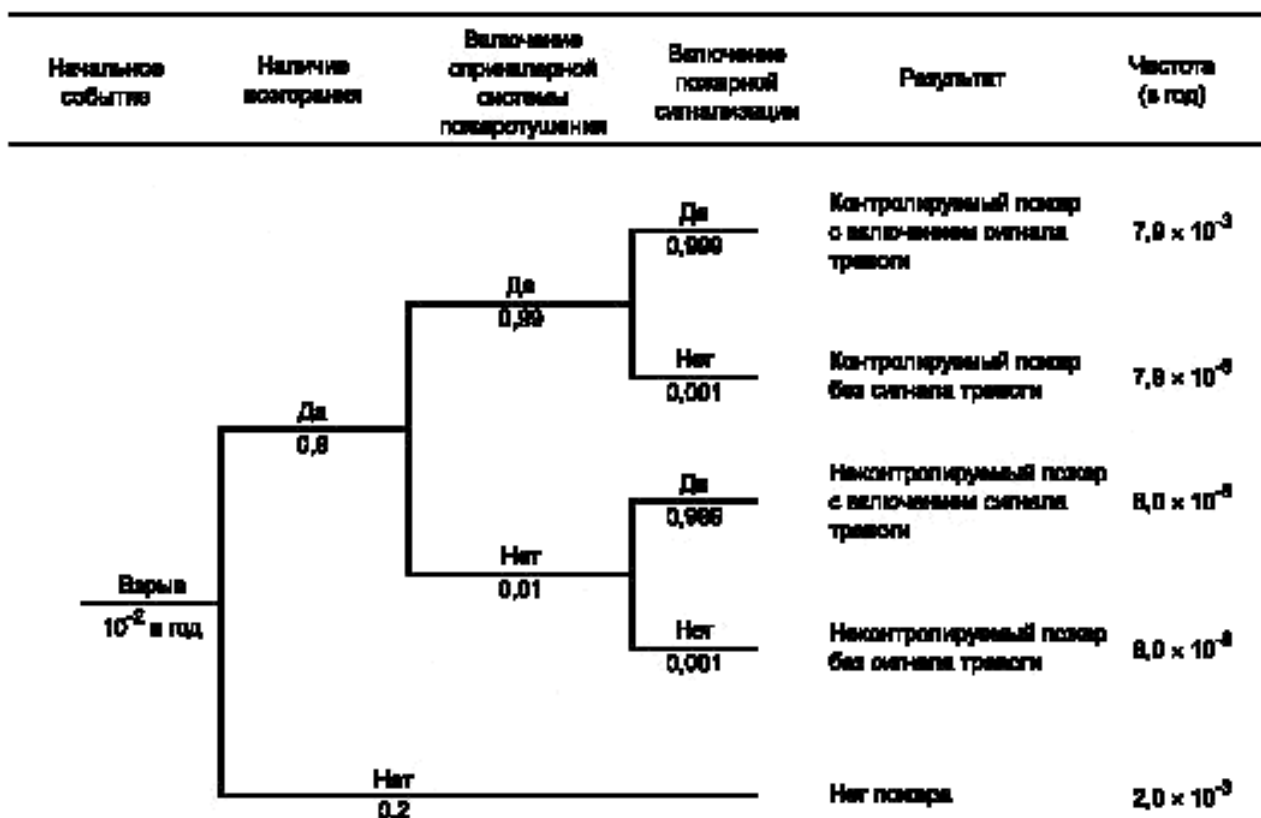 Начальное
событие
Наличие
возгорания
Включение
спринклерной
системы
пожаротушения
Включение
пожарной
сигнализации
Результат
Частота
(в год)
Да
0,999
Контролируемый пожар
с включением сигнала
тревоги
7,9 × 10⁻³
Да
0,99
Нет
0,001
Контролируемый пожар
без сигнала тревоги
7,9 × 10⁻⁶
Да
0,8
Да
0,999
Неконтролируемый пожар
с включением сигнала
тревоги
8,0 × 10⁻⁵
Нет
0,01
Взрыв
10⁻² в год
Нет
0,001
Неконтролируемый пожар
без сигнала тревоги
8,0 × 10⁻⁸
Нет
0,2
Нет пожара
2,0 × 10⁻³